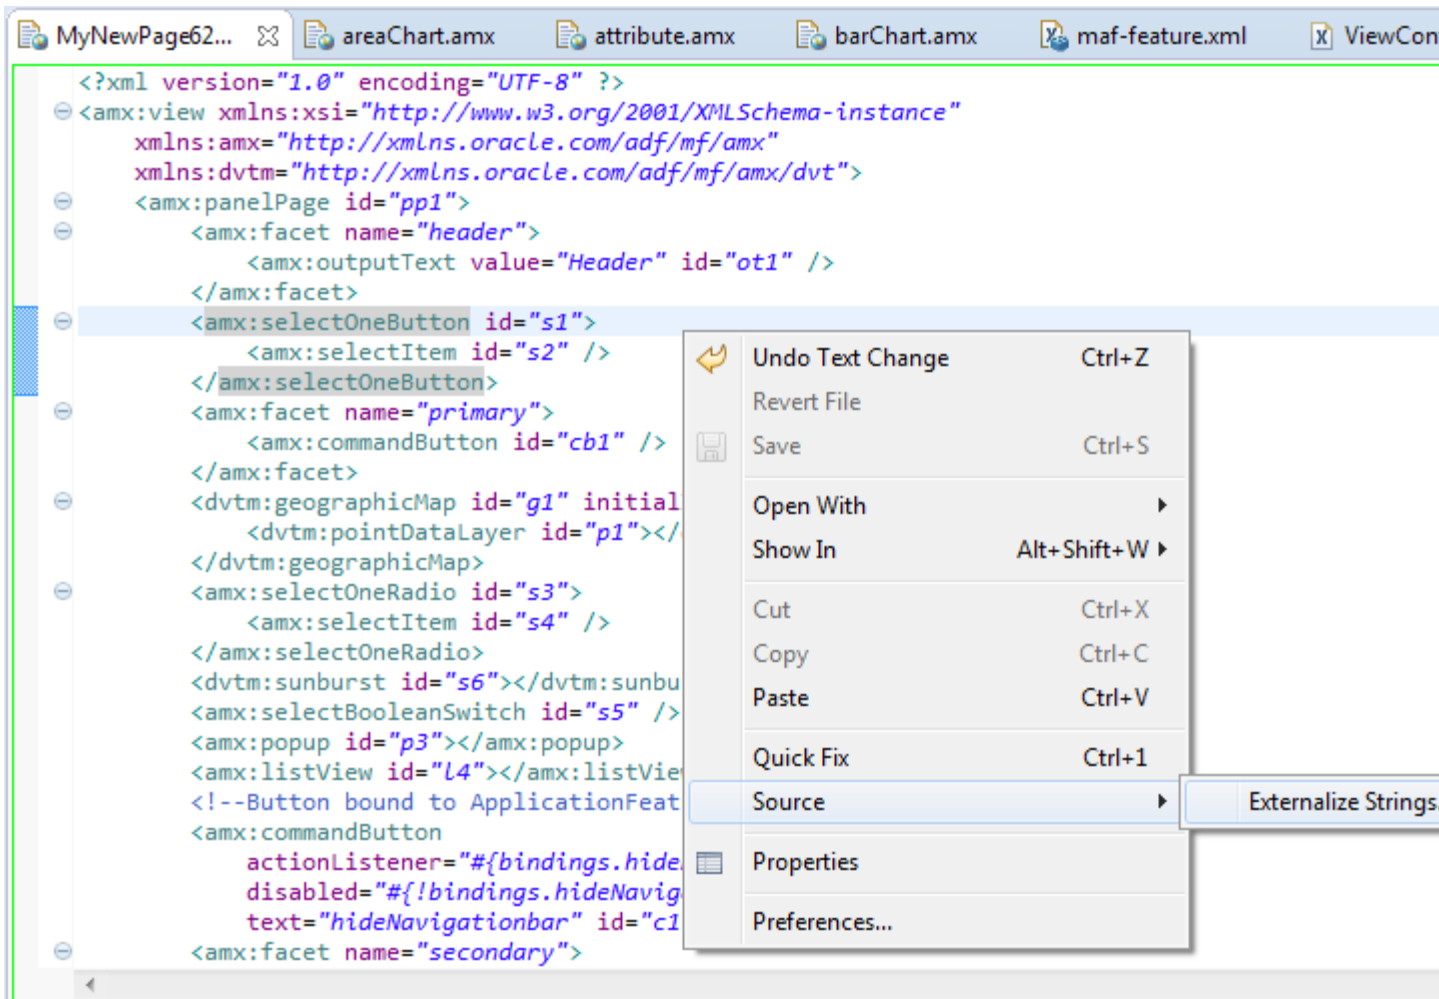 MyNewPage62... areaChart.amx attribute.amx barChart.amx maf-feature.xml ViewCon
<?xml version="1.0" encoding="UTF-8" ?>
<amx:view xmlns:xsi="http://www.w3.org/2001/XMLSchema-instance"
xmlns:amx="http://xmlns.oracle.com/adf/mf/amx"
xmlns:dvtm="http://xmlns.oracle.com/adf/mf/amx/dvt">
<amx:panelPage id="pp1">
<amx:facet name="header">
<amx:outputText value="Header" id="ot1" />
</amx:facet>
<amx:selectOneButton id="s1">
<amx:selectItem id="s2" />
</amx:selectOneButton>
<amx:facet name="primary">
<amx:commandButton id="cb1" />
</amx:facet>
<dvtm:geographicMap id="g1" initial
<dvtm:pointDataLayer id="p1"></
</dvtm:geographicMap>
<amx:selectOneRadio id="s3">
<amx:selectItem id="s4" />
</amx:selectOneRadio>
<dvtm:sunburst id="s6"></dvtm:sunbu
<amx:selectBooleanSwitch id="s5" />
<amx:popup id="p3"></amx:popup>
<amx:listView id="l4"></amx:listVie
<!--Button bound to ApplicationFeat
<amx:commandButton
actionListener="#{bindings.hide
disabled="#{!bindings.hideNavig
text="hideNavigationbar" id="c1
<amx:facet name="secondary">
Undo Text Change Ctrl+Z
Revert File
Save Ctrl+S
Open With
Show In Alt+Shift+W
Cut Ctrl+X
Copy Ctrl+C
Paste Ctrl+V
Quick Fix Ctrl+1
Source
Externalize Strings.
Properties
Preferences...